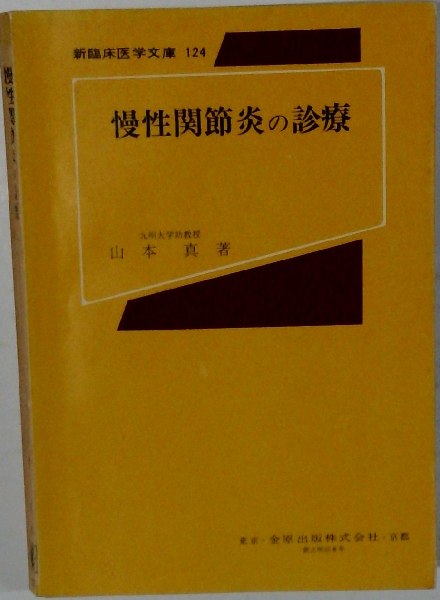 新臨床医学文庫 124
慢性関節炎の診療
九州大学助教授
山本真著
東京・金原出版株式会社・京都